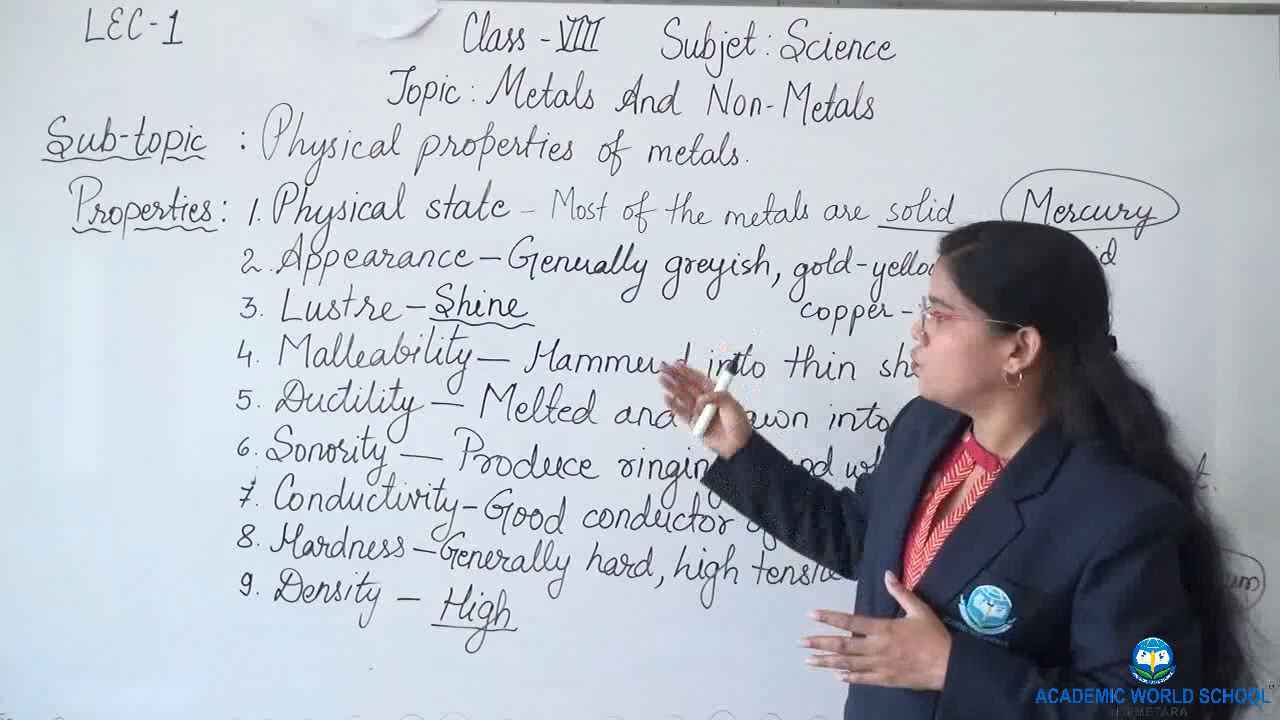 LEC-1
Class -VIII Subjet : Science
Topic : Metals And Non-Metals
Sub-topic : Physical properties of metals.
Properties : 1. Physical state - Most of the metals are solid Mercury
2. Appearance - Generally greyish, gold-yellow
copper -
3. Lustre - Shine
4. Malleability - Hammered into thin
5. Ductility - Melted and drawn into
6. Sonority - Produce ringing
7. Conductivity - Good conductor
8. Hardness - Generally hard, high tensile
9. Density - High
ACADEMIC WORLD SCHOOL
BEMETARA